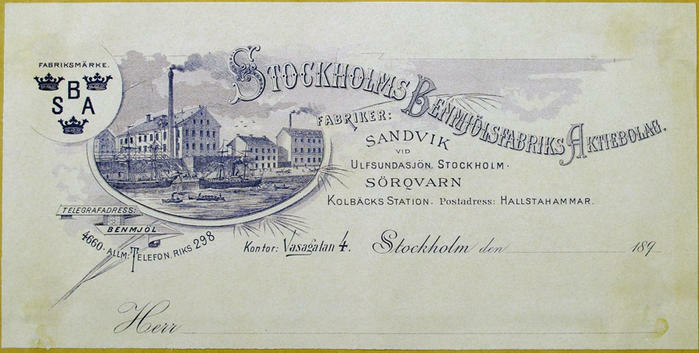 FABRIKSMÄRKE.
B
S A
STOCKHOLMS BENMJÖLSFABRIKS AKTIEBOLAG.
FABRIKER:
SANDVIK
VID
ULFSUNDASJÖN, STOCKHOLM.
SÖRQVARN
KOLBÄCKS STATION. Postadress: HALLSTAHAMMAR.
TELEGRAFADRESS:
BENMJÖL
4660. ALLM: TELEFON, RIKS 298
Kontor: Vasagatan 4. Stockholm den 189
Herr